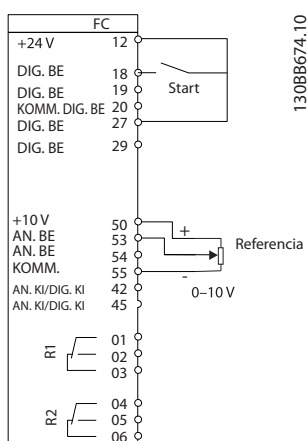 FC
+24 V 12
DIG. BE 18
DIG. BE 19
KOMM. DIG. BE 20
DIG. BE 27
DIG. BE 29
Start
130BB674.10
+10 V 50
AN. BE 53
AN. BE 54
KOMM. 55
AN. KI/DIG. KI 42
AN. KI/DIG. KI 45
+
-
Referencia
0–10 V
R1
01
02
03
R2
04
05
06